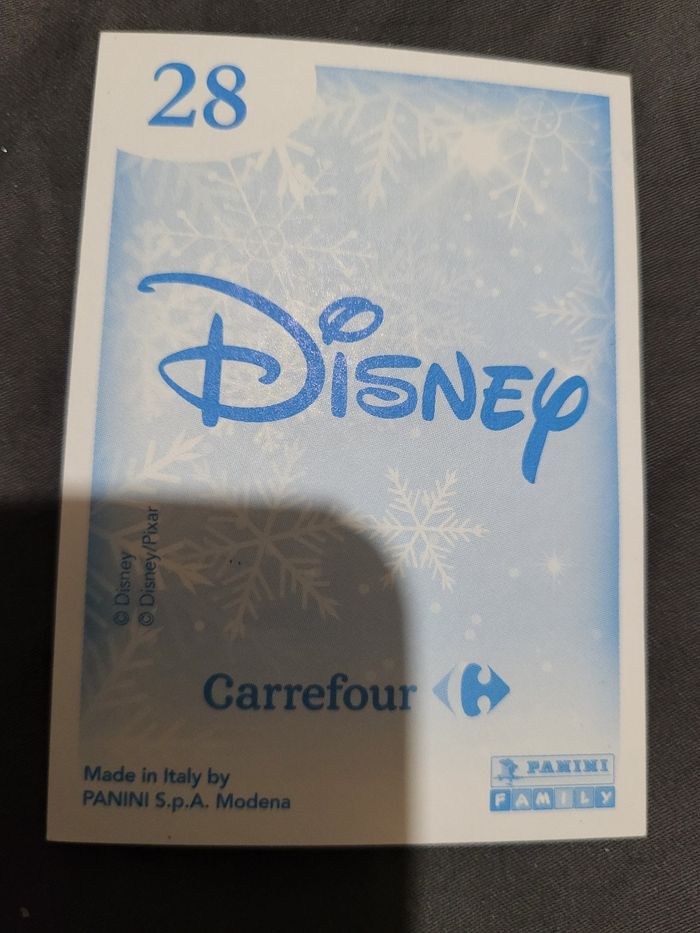 28
Disney
© Disney
© Disney/Pixar
Carrefour
Made in Italy by
PANINI S.p.A. Modena
PANINI
FAMILY